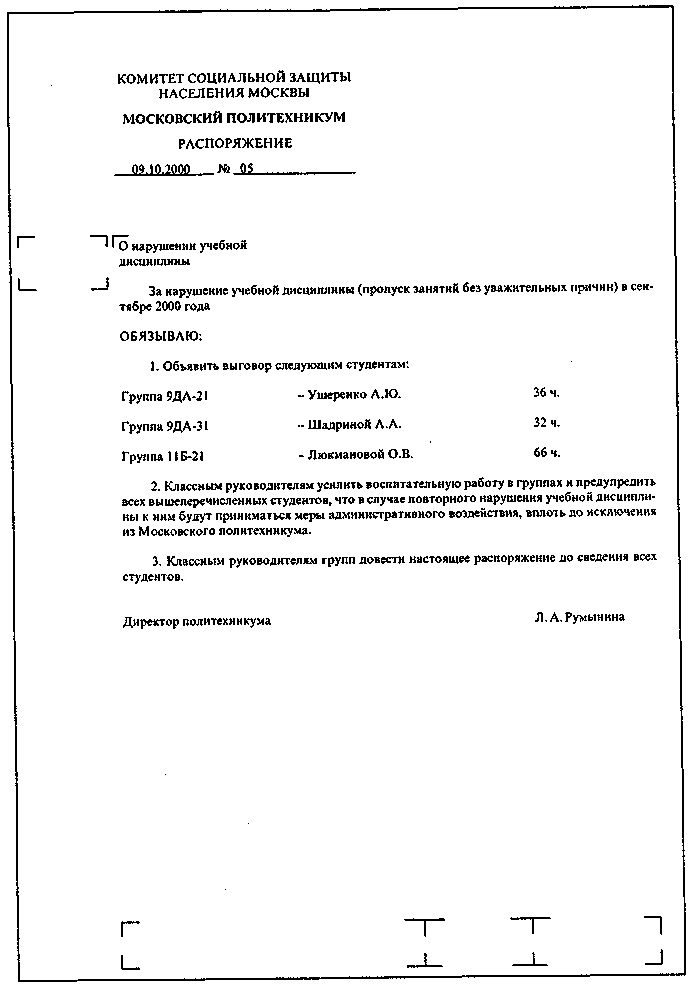 КОМИТЕТ СОЦИАЛЬНОЙ ЗАЩИТЫ
НАСЕЛЕНИЯ МОСКВЫ
МОСКОВСКИЙ ПОЛИТЕХНИКУМ
РАСПОРЯЖЕНИЕ
09.10.2000 № 05
О нарушении учебной
дисциплины
За нарушение учебной дисциплины (пропуск занятий без уважительных причин) в сен-
тябре 2000 года
ОБЯЗЫВАЮ:
1. Объявить выговор следующим студентам:
Группа 9ДА-21 – Ушеренко А.Ю. 36 ч.
Группа 9ДА-31 – Шадриной А.А. 32 ч.
Группа 11Б-21 – Люкмановой О.В. 66 ч.
2. Классным руководителям усилить воспитательную работу в группах и предупредить
всех вышеперечисленных студентов, что в случае повторного нарушения учебной дисципли-
ны к ним будут приниматься меры административного воздействия, вплоть до исключения
из Московского политехникума.
3. Классным руководителям групп довести настоящее распоряжение до сведения всех
студентов.
Директор политехникума Л. А. Румынина